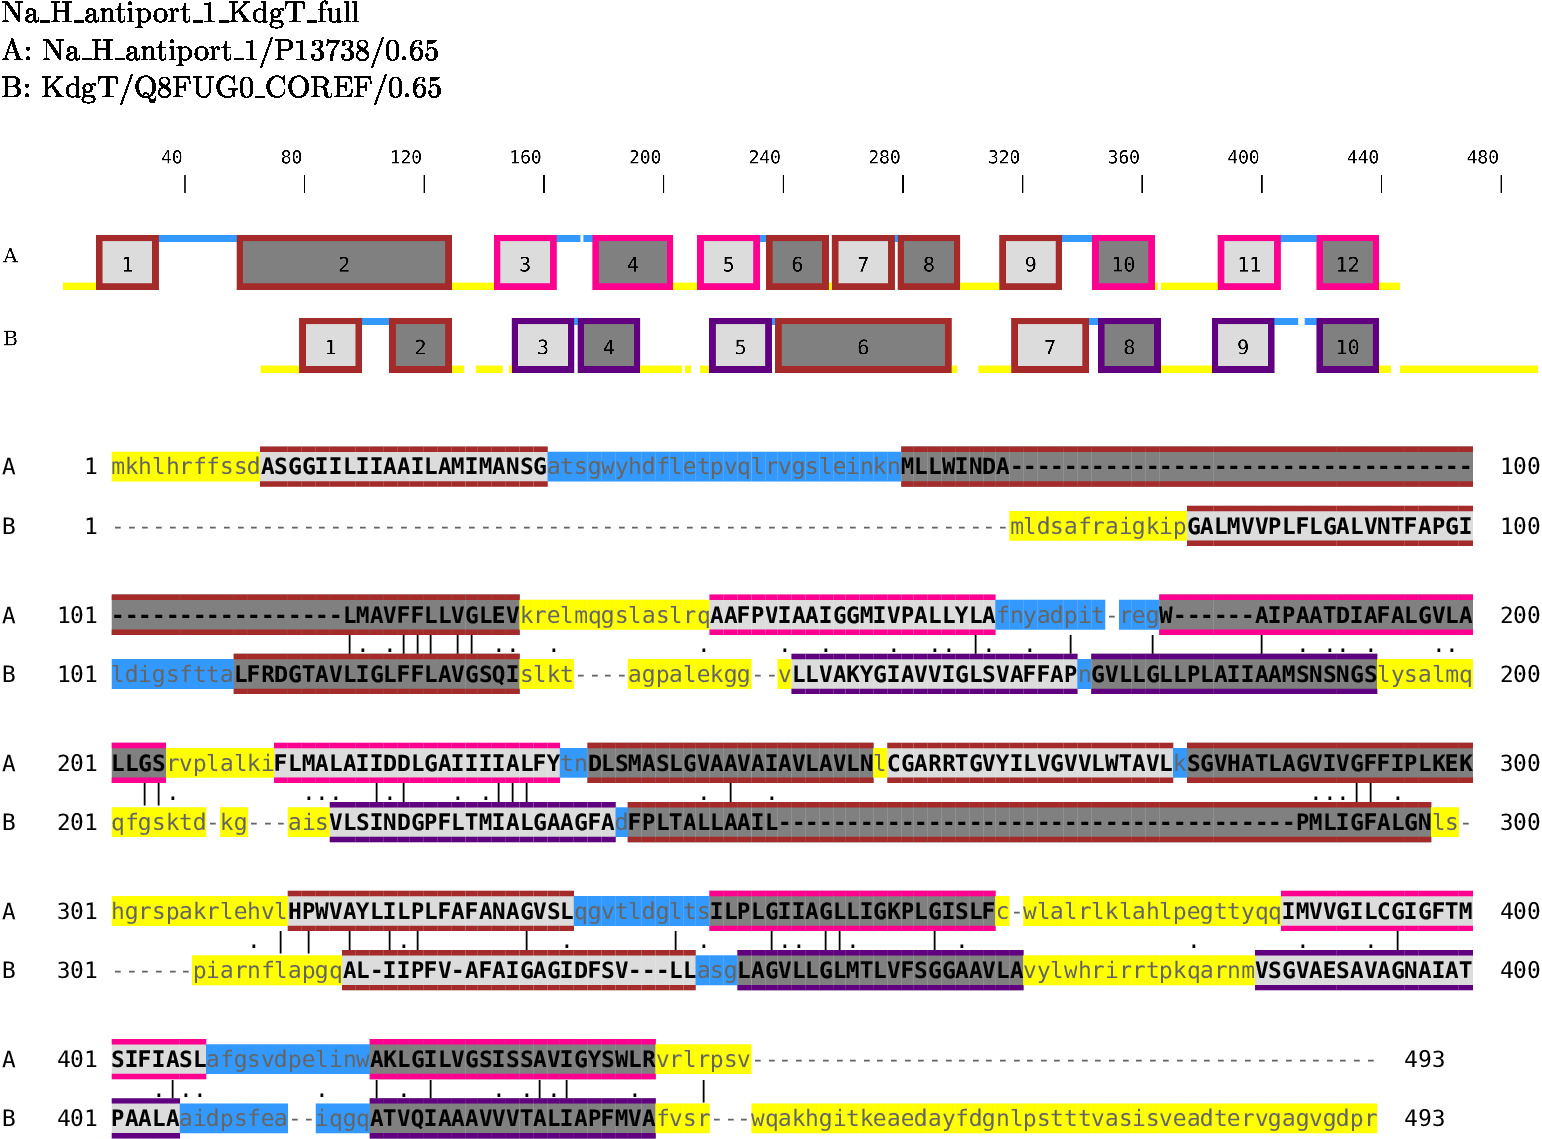 Na_H_antiport_1_KdgT_full
A: Na_H_antiport_1/P13738/0.65
B: KdgT/Q8FUG0_COREF/0.65
40 80 120 160 200 240 280 320 360 400 440 480
A 1 2 3 4 5 6 7 8 9 10 11 12
B 1 2 3 4 5 6 7 8 9 10
A 1 mkhlhrffssdASGGIILIIAAILAMIMANSGatsgwyhdfletpvqlrvgsleinknMLLWINDA---------------------------------- 100
B 1 ------------------------------------------------------------------mldsafraigkipGALMVVPLFLGALVNTFAPGI 100
A 101 -----------------LMAVFFLLVGLEVkrelmqgslaslrqAAFPVIAAIGGMIVPALLYLAfnyadpit-regW------AIPAATDIAFALGVLA 200
B 101 ldigsfttaLFRDGTAVLIGLFFLAVGSQIslkt----agpalekgg--vLLVAKYGIAVVIGLSVAFFAPnGVLLGLLPLAIIAAMSNSNGSlysalmq 200
A 201 LLGSrvplalkiFLMALAIIDDLGAIIIIALFYtnDLSMASLGVAAVAIAVLAVLNlCGARRTGVYILVGVVLWTAVLkSGVHATLAGVIVGFFIPLKEK 300
B 201 qfgsktd-kg---aisVLSINDGPFLTMIALGAAGFAdFPLTALLAAIL--------------------------------------PMLIGFALGNls- 300
A 301 hgrspakrlehvlHPWVAYLILPLFAFANAGVSLqgvtldgltsILPLGIIAGLLIGKPLGISLFc-wlalrlklahlpegttyqqIMVVGILCGIGFTM 400
B 301 ------piarnflapgqAL-IIPFV-AFAIGAGIDFSV---LLasgLAGVLLGLMTLVFSGGAAVLAvylwhrirrtpkqarnmVSGVAESAVAGNAIAT 400
A 401 SIFIASLafgsvdpelinwAKLGILVGSISSAVIGYSWLRvrlrpsv---------------------------------------------- 493
B 401 PAALAaidpsfea--iqgqATVQIAAAVVVTALIAPFMVAfvsr---wqakhgitkeaedayfdgnlpstttvasisveadtervgagvgdpr 493